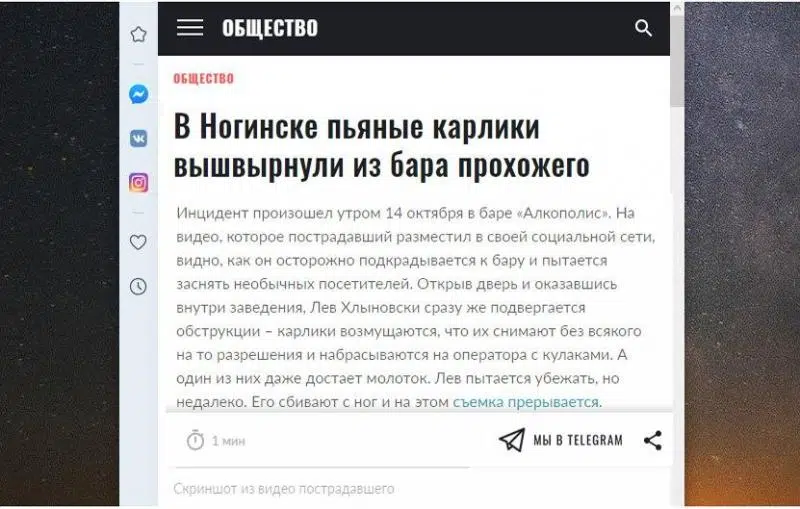 ОБЩЕСТВО
ОБЩЕСТВО
В Ногинске пьяные карлики
вышвырнули из бара прохожего
Инцидент произошел утром 14 октября в баре «Алкополис». На
видео, которое пострадавший разместил в своей социальной сети,
видно, как он осторожно подкрадывается к бару и пытается
заснять необычных посетителей. Открыв дверь и оказавшись
внутри заведения, Лев Хлыновски сразу же подвергается
обструкции – карлики возмущаются, что их снимают без всякого
на то разрешения и набрасываются на оператора с кулаками. А
один из них даже достает молоток. Лев пытается убежать, но
недалеко. Его сбивают с ног и на этом съемка прерывается.
1 мин
МЫ В TELEGRAM
Скриншот из видео пострадавшего